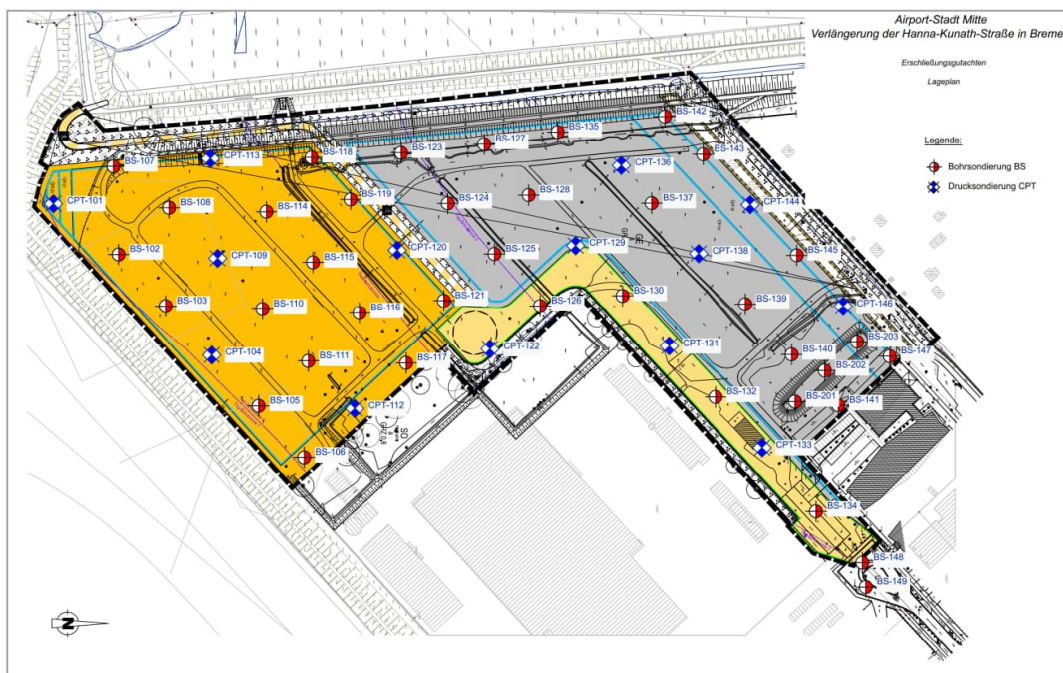 Airport-Stadt Mitte
Verlängerung der Hanna-Kunath-Straße in Breme
Erschließungsgutachten
Lageplan
Legende:
Bohrsondierung BS
Drucksondierung CPT
BS-142
BS-135
BS-127
BS-143
BS-118
BS-123
CPT-113
BS-107
CPT-136
BS-119
BS-128
CPT-101
BS-124
BS-137
CPT-144
BS-108
BS-114
GE
CPT-120
CPT-129
BS-102
BS-125
CPT-138
BS-145
CPT-109
BS-115
BS-130
BS-121
BS-103
BS-126
BS-139
CPT-146
BS-110
BS-116
CPT-131
CPT-122
BS-203
CPT-104
BS-140
BS-147
BS-111
BS-117
BS-202
BS-132
BS-201
BS-141
BS-105
CPT-112
SO
CPT-133
BS-106
BS-134
BS-148
BS-149
N